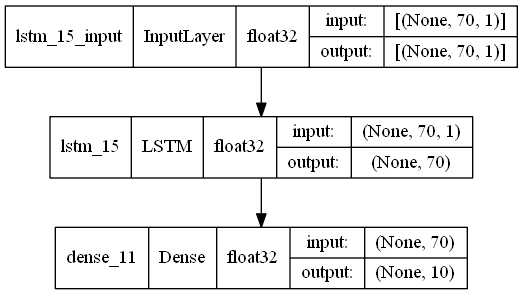 lstm_15_input InputLayer float32 input: [(None, 70, 1)]
output: [(None, 70, 1)]
lstm_15 LSTM float32 input: (None, 70, 1)
output: (None, 70)
dense_11 Dense float32 input: (None, 70)
output: (None, 10)